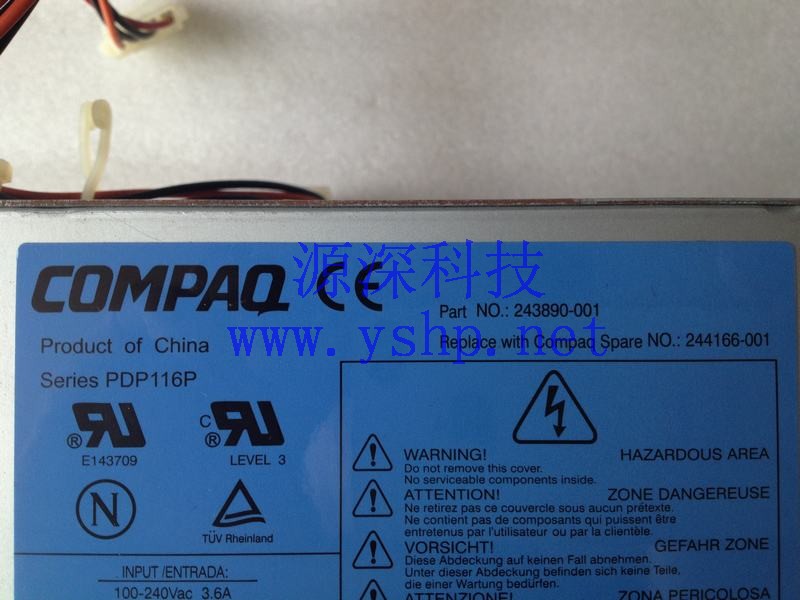 源深科技
COMPAQ CE
Part NO.: 243890-001
www.yshp.net
Replace with Compaq Spare NO.: 244166-001
Product of China
Series PDP116P
E143709
C
LEVEL 3
N
TÜV Rheinland
INPUT /ENTRADA:
100-240Vac 3.6A
WARNING! HAZARDOUS AREA
Do not remove this cover.
No serviceable components inside.
ATTENTION! ZONE DANGEREUSE
Ne retirez pas ce couvercle sous aucun prétexte.
Ne contient pas de composants qui puissent être
entretenus par l'utilisateur ou par la clientèle.
VORSICHT! GEFAHR ZONE
Diese Abdeckung auf keinen Fall abnehmen.
Unter dieser Abdeckung befinden sich keine Teile,
die einer Wartung bedürfen.
ATTENZIONE! ZONA PERICOLOSA